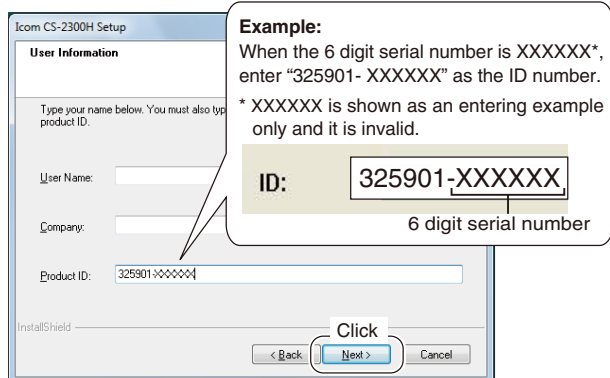 Icom CS-2300H Setup
User Information
Type your name below. You must also typ
product ID.
User Name:
Company:
Product ID:
325901-XXXXXX
InstallShield
< Back
Next >
Cancel
Click
Example:
When the 6 digit serial number is XXXXXX*,
enter “325901- XXXXXX” as the ID number.
* XXXXXX is shown as an entering example
only and it is invalid.
ID:
325901-XXXXXX
6 digit serial number